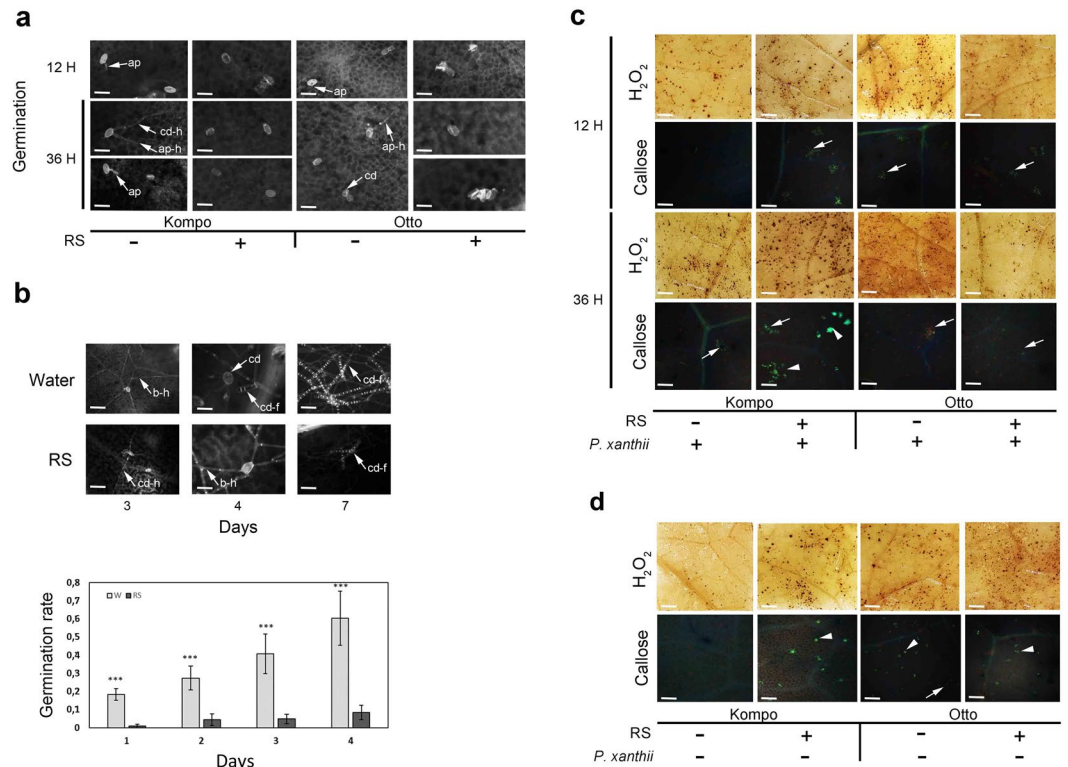 a
Germination
12 H
36 H
ap
ap
cd-h
ap-h
ap-h
ap
cd
Kompo
Otto
RS
- + - +
b
Water
b-h
cd
cd-f
cd-f
RS
cd-h
b-h
cd-f
3 4 7
Days
Germination rate
0,8
0,7
0,6
0,5
0,4
0,3
0,2
0,1
0
W RS
***
***
***
***
1 2 3 4
Days
c
12 H
H2O2
Callose
36 H
H2O2
Callose
Kompo
Otto
RS
- + - +
P. xanthii
+ + + +
d
H2O2
Callose
Kompo
Otto
RS
- + - +
P. xanthii
- - - -